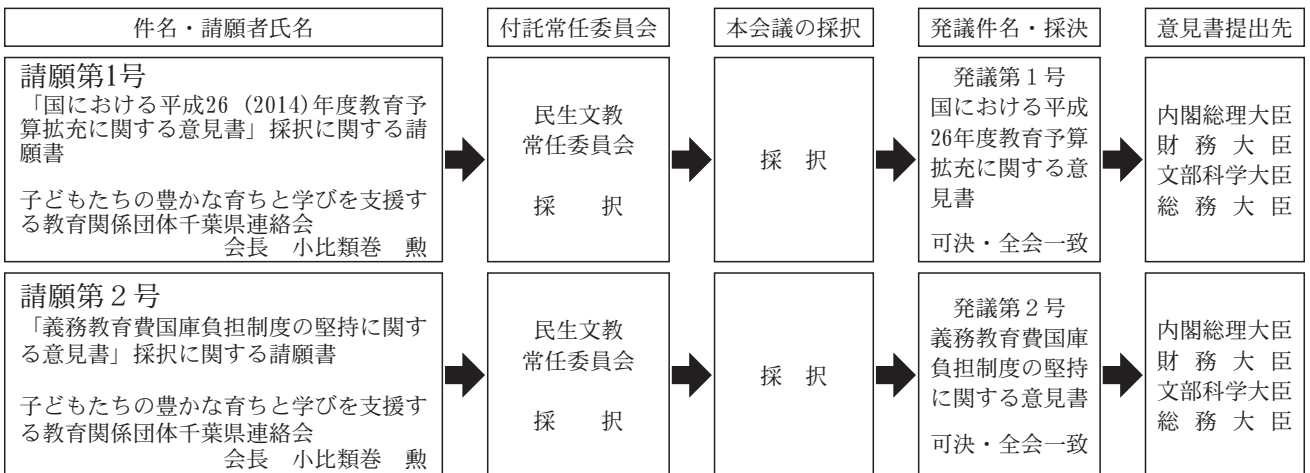 件名・請願者氏名
付託常任委員会
本会議の採択
発議件名・採決
意見書提出先
請願第1号
「国における平成26 (2014)年度教育予
算拡充に関する意見書」採択に関する請
願書
子どもたちの豊かな育ちと学びを支援す
る教育関係団体千葉県連絡会
会長 小比類巻 勲
民生文教
常任委員会
採 択
採 択
発議第1号
国における平成
26年度教育予算
拡充に関する意
見書
可決・全会一致
内閣総理大臣
財務大臣
文部科学大臣
総務大臣
請願第2号
「義務教育費国庫負担制度の堅持に関す
る意見書」採択に関する請願書
子どもたちの豊かな育ちと学びを支援す
る教育関係団体千葉県連絡会
会長 小比類巻 勲
民生文教
常任委員会
採 択
採 択
発議第2号
義務教育費国庫
負担制度の堅持
に関する意見書
可決・全会一致
内閣総理大臣
財務大臣
文部科学大臣
総務大臣